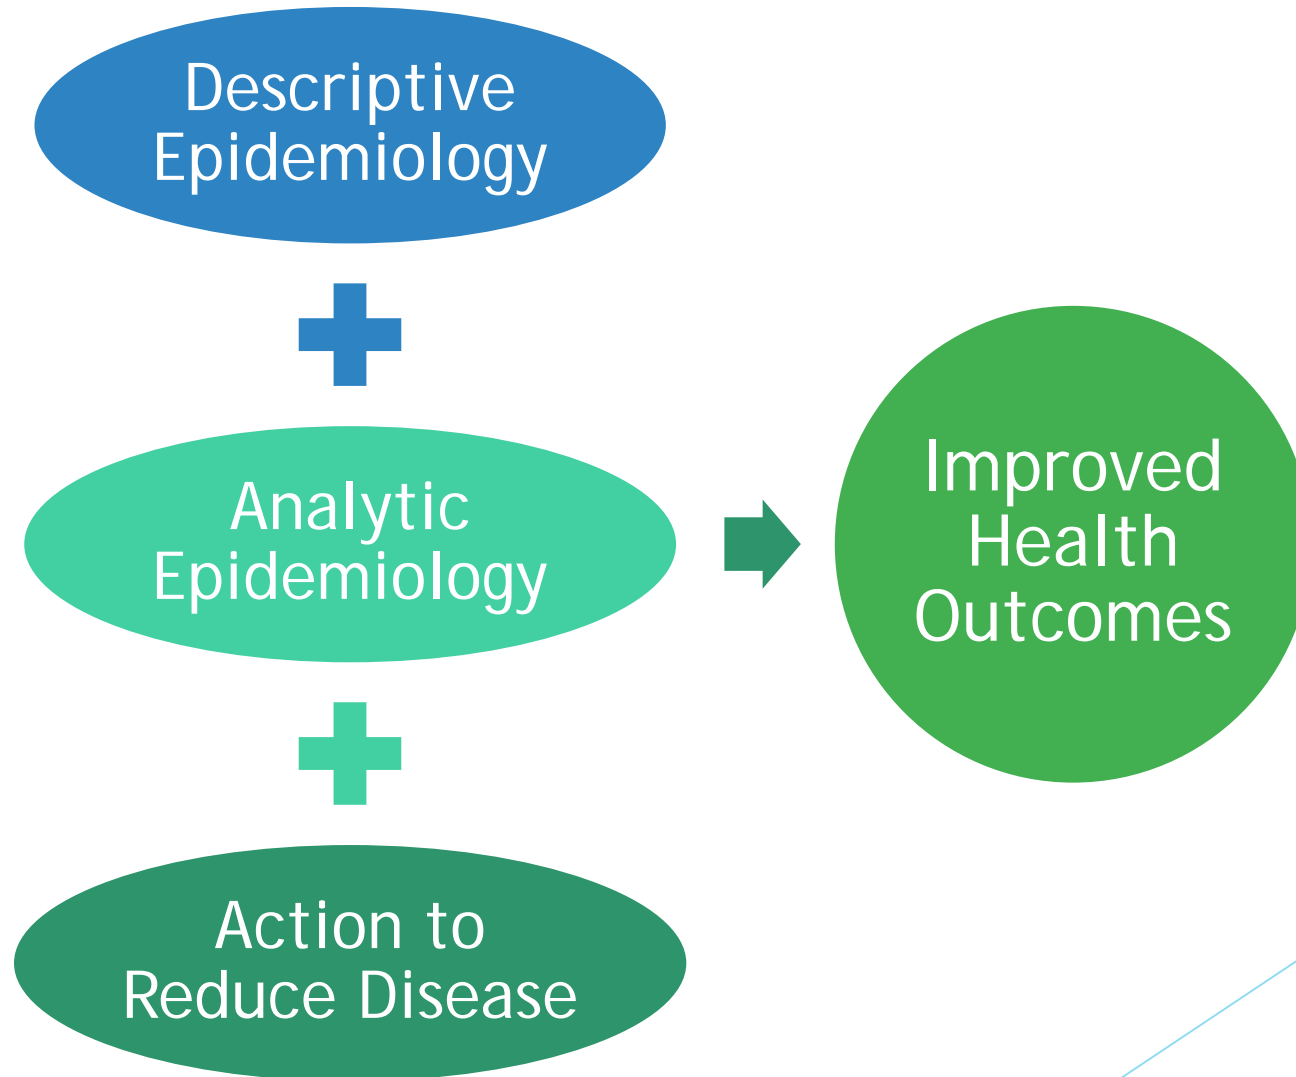 Descriptive
Epidemiology
Analytic
Epidemiology
Action to
Reduce Disease
Improved
Health
Outcomes